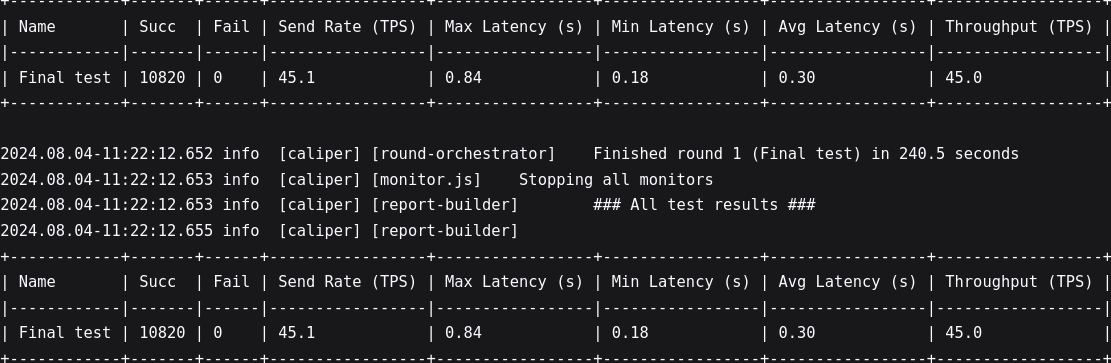 +------------+-------+------+-----------------+-----------------+-----------------+-----------------+------------------+
| Name       | Succ  | Fail | Send Rate (TPS) | Max Latency (s) | Min Latency (s) | Avg Latency (s) | Throughput (TPS) |
|------------|-------|------|-----------------|-----------------|-----------------|-----------------|------------------|
| Final test | 10820 | 0    | 45.1            | 0.84            | 0.18            | 0.30            | 45.0             |
+------------+-------+------+-----------------+-----------------+-----------------+-----------------+------------------+
2024.08.04-11:22:12.652 info  [caliper] [round-orchestrator]    Finished round 1 (Final test) in 240.5 seconds
2024.08.04-11:22:12.653 info  [caliper] [monitor.js]    Stopping all monitors
2024.08.04-11:22:12.653 info  [caliper] [report-builder]        ### All test results ###
2024.08.04-11:22:12.655 info  [caliper] [report-builder]
+------------+-------+------+-----------------+-----------------+-----------------+-----------------+------------------+
| Name       | Succ  | Fail | Send Rate (TPS) | Max Latency (s) | Min Latency (s) | Avg Latency (s) | Throughput (TPS) |
|------------|-------|------|-----------------|-----------------|-----------------|-----------------|------------------|
| Final test | 10820 | 0    | 45.1            | 0.84            | 0.18            | 0.30            | 45.0             |
+------------+-------+------+-----------------+-----------------+-----------------+-----------------+------------------+